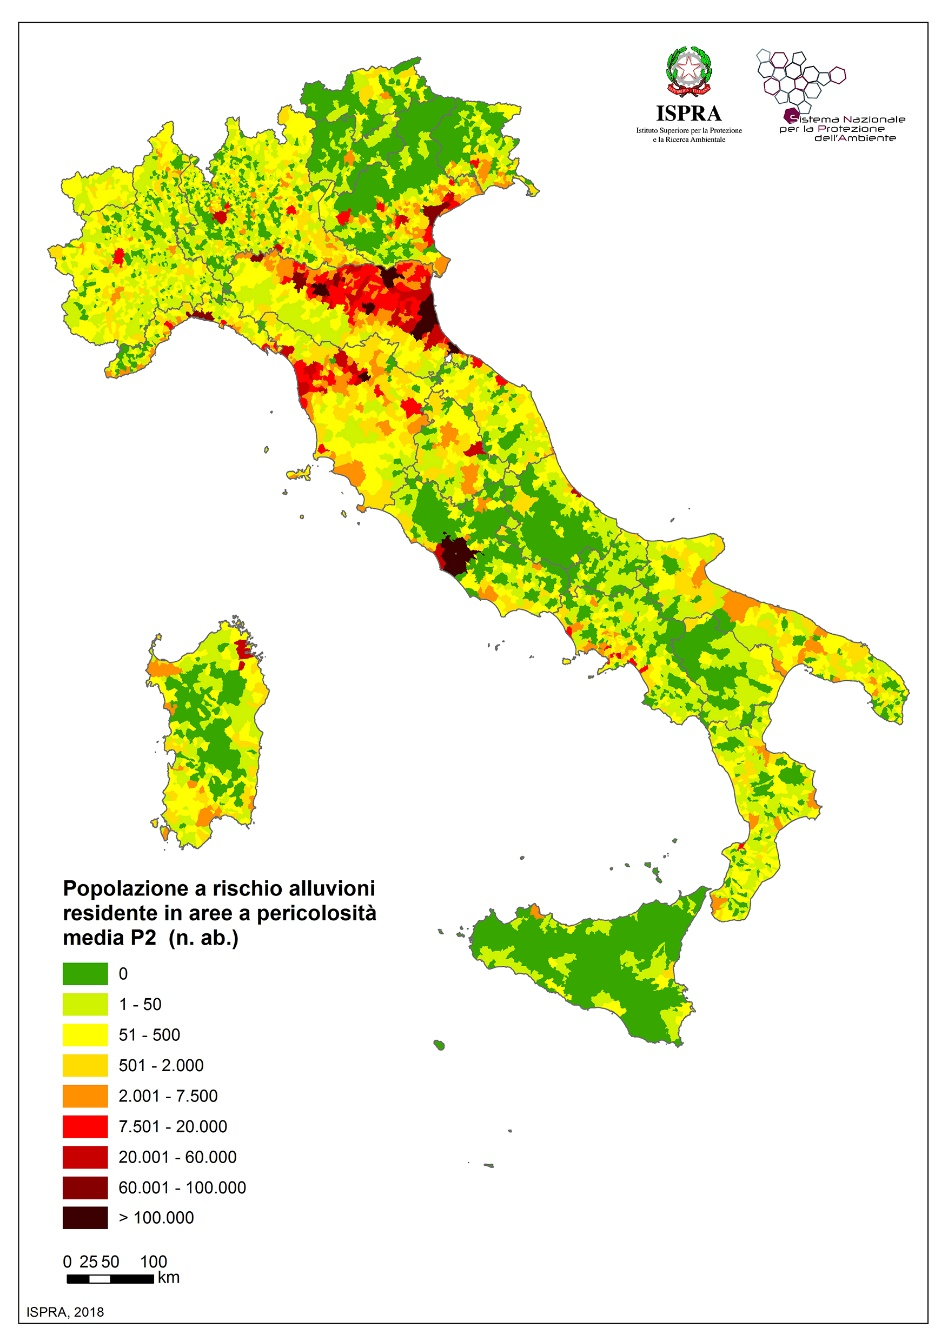 ISPRA
Istituto Superiore per la Protezione
e la Ricerca Ambientale
Sistema Nazionale
per la Protezione
dell'Ambiente
Popolazione a rischio alluvioni
residente in aree a pericolosità
media P2 (n. ab.)
0
1 - 50
51 - 500
501 - 2.000
2.001 - 7.500
7.501 - 20.000
20.001 - 60.000
60.001 - 100.000
> 100.000
0 25 50 100
km
ISPRA, 2018